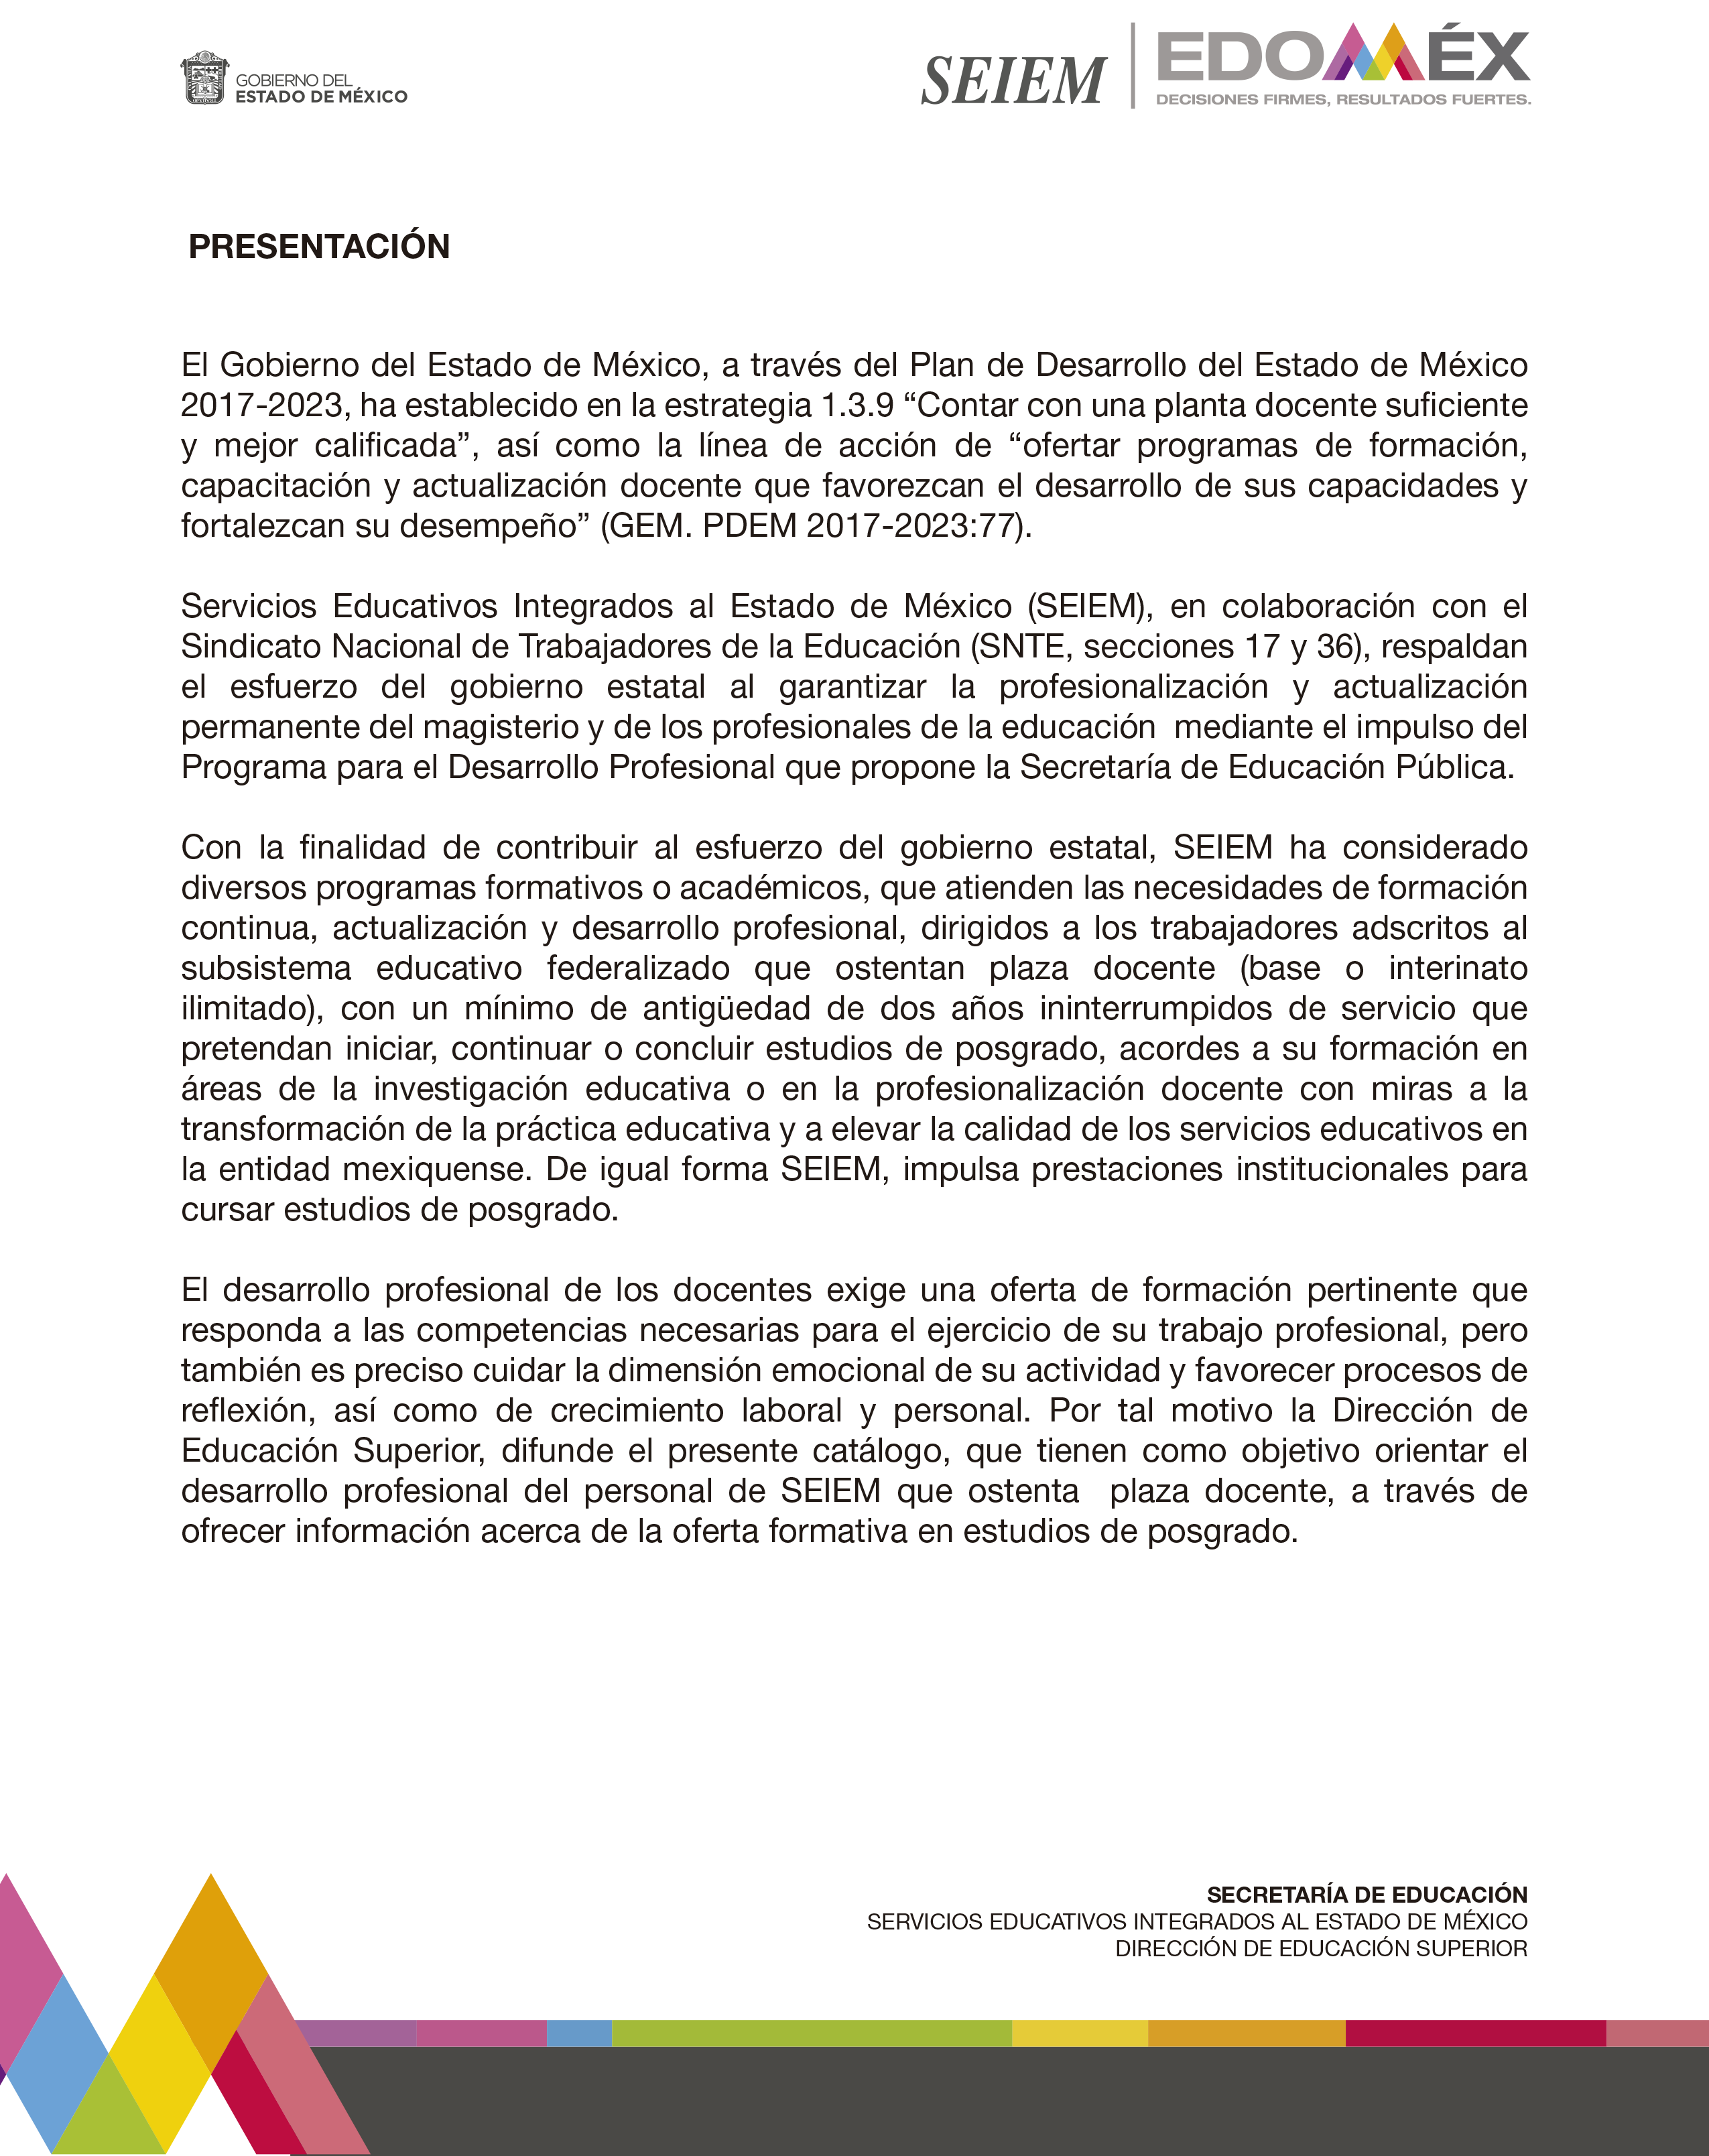 GOBIERNO DEL
ESTADO DE MÉXICO
SEIEM
EDOMÉX
DECISIONES FIRMES, RESULTADOS FUERTES.
PRESENTACIÓN
El Gobierno del Estado de México, a través del Plan de Desarrollo del Estado de México
2017-2023, ha establecido en la estrategia 1.3.9 “Contar con una planta docente suficiente
y mejor calificada”, así como la línea de acción de “ofertar programas de formación,
capacitación y actualización docente que favorezcan el desarrollo de sus capacidades y
fortalezcan su desempeño” (GEM. PDEM 2017-2023:77).
Servicios Educativos Integrados al Estado de México (SEIEM), en colaboración con el
Sindicato Nacional de Trabajadores de la Educación (SNTE, secciones 17 y 36), respaldan
el esfuerzo del gobierno estatal al garantizar la profesionalización y actualización
permanente del magisterio y de los profesionales de la educación  mediante el impulso del
Programa para el Desarrollo Profesional que propone la Secretaría de Educación Pública.
Con la finalidad de contribuir al esfuerzo del gobierno estatal, SEIEM ha considerado
diversos programas formativos o académicos, que atienden las necesidades de formación
continua, actualización y desarrollo profesional, dirigidos a los trabajadores adscritos al
subsistema educativo federalizado que ostentan plaza docente (base o interinato
ilimitado), con un mínimo de antigüedad de dos años ininterrumpidos de servicio que
pretendan iniciar, continuar o concluir estudios de posgrado, acordes a su formación en
áreas de la investigación educativa o en la profesionalización docente con miras a la
transformación de la práctica educativa y a elevar la calidad de los servicios educativos en
la entidad mexiquense. De igual forma SEIEM, impulsa prestaciones institucionales para
cursar estudios de posgrado.
El desarrollo profesional de los docentes exige una oferta de formación pertinente que
responda a las competencias necesarias para el ejercicio de su trabajo profesional, pero
también es preciso cuidar la dimensión emocional de su actividad y favorecer procesos de
reflexión, así como de crecimiento laboral y personal. Por tal motivo la Dirección de
Educación Superior, difunde el presente catálogo, que tienen como objetivo orientar el
desarrollo profesional del personal de SEIEM que ostenta  plaza docente, a través de
ofrecer información acerca de la oferta formativa en estudios de posgrado.
SECRETARÍA DE EDUCACIÓN
SERVICIOS EDUCATIVOS INTEGRADOS AL ESTADO DE MÉXICO
DIRECCIÓN DE EDUCACIÓN SUPERIOR